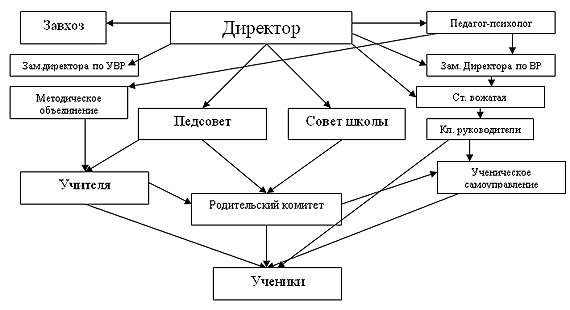 Завхоз
Директор
Педагог-психолог
Зам.директора по УВР
Зам. Директора по ВР
Методическое
объединение
Ст. вожатая
Педсовет
Совет школы
Кл. руководители
Учителя
Родительский комитет
Ученическое
самоуправление
Ученики